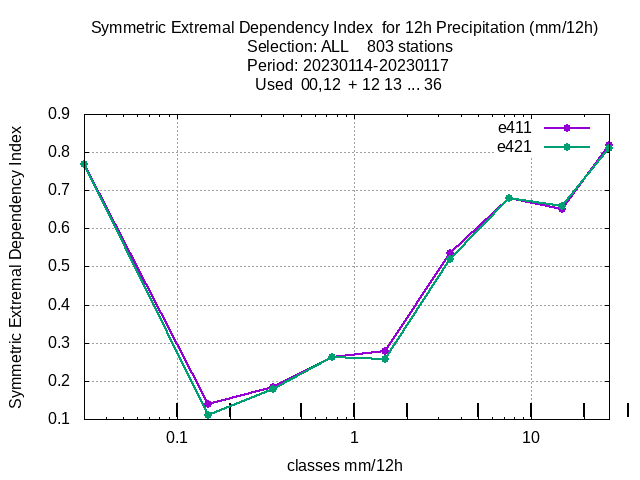 Symmetric Extremal Dependency Index  for 12h Precipitation (mm/12h)
Selection: ALL    803 stations
Period: 20230114-20230117
Used  00,12  + 12 13 ... 36
e411
e421
0.9
0.8
0.7
0.6
0.5
0.4
0.3
0.2
0.1
Symmetric Extremal Dependency Index
0.1
1
10
classes mm/12h